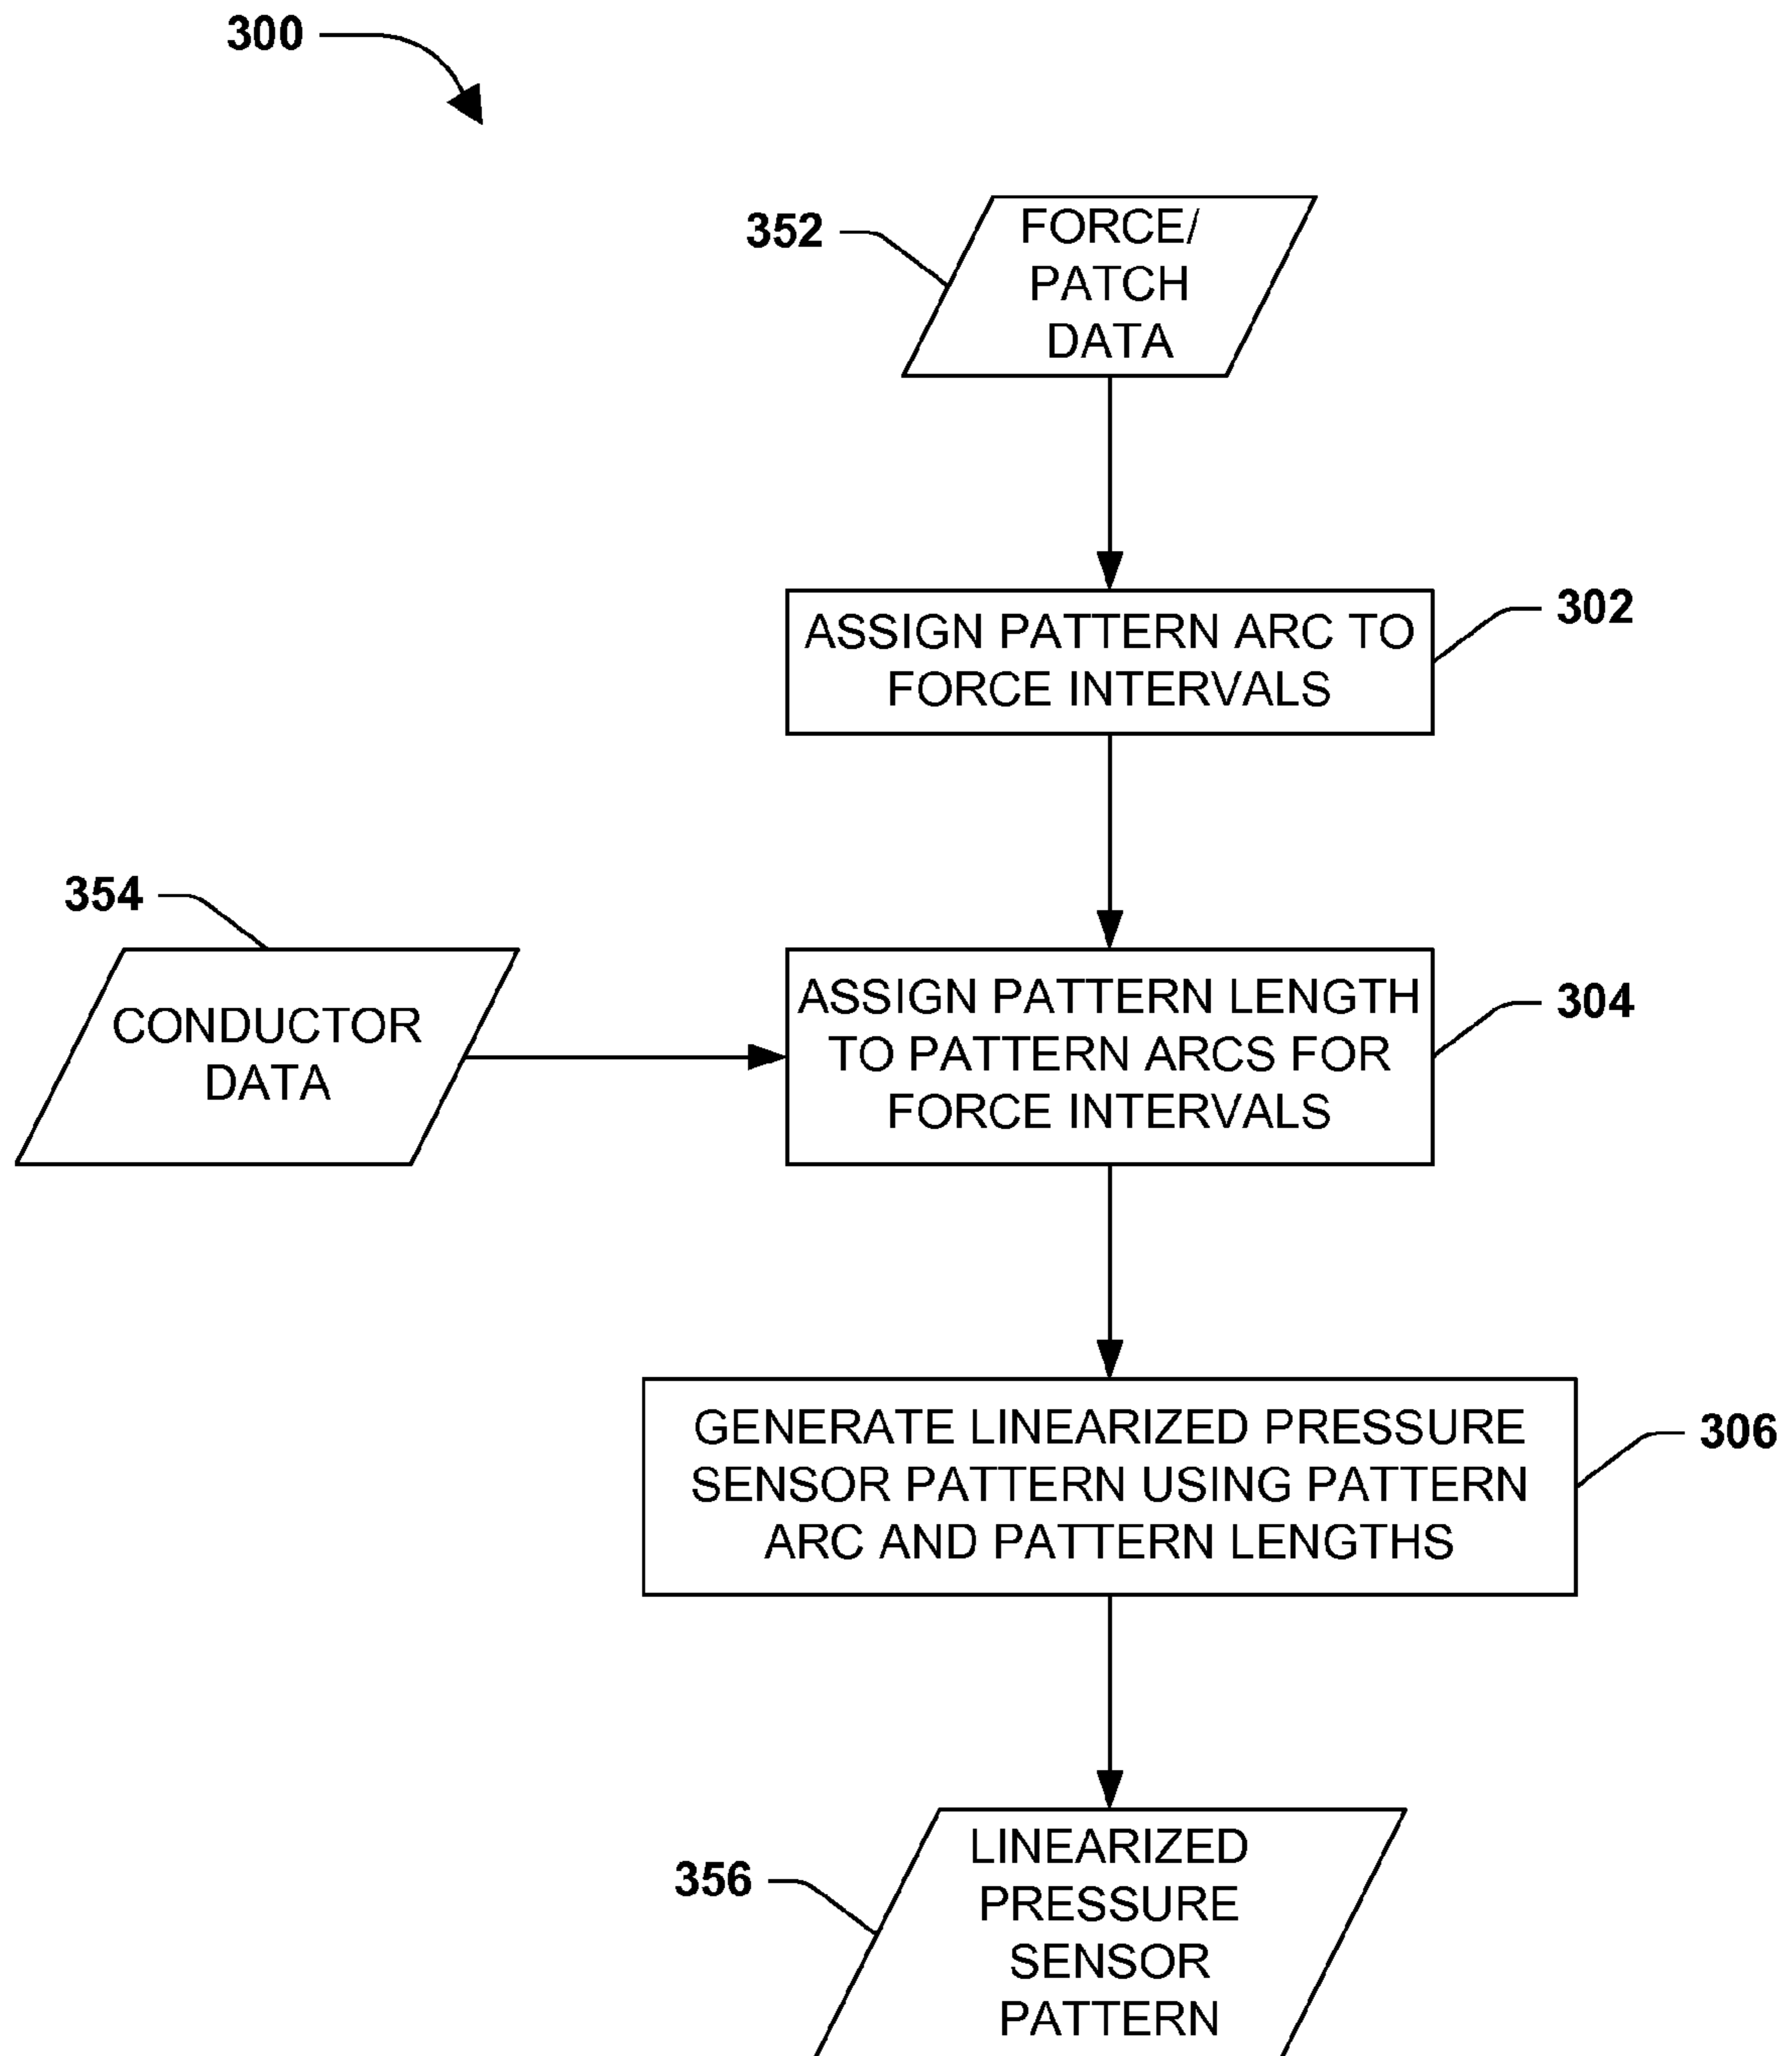 300
352
FORCE/
PATCH
DATA
302
ASSIGN PATTERN ARC TO
FORCE INTERVALS
354
CONDUCTOR
DATA
304
ASSIGN PATTERN LENGTH
TO PATTERN ARCS FOR
FORCE INTERVALS
306
GENERATE LINEARIZED PRESSURE
SENSOR PATTERN USING PATTERN
ARC AND PATTERN LENGTHS
356
LINEARIZED
PRESSURE
SENSOR
PATTERN